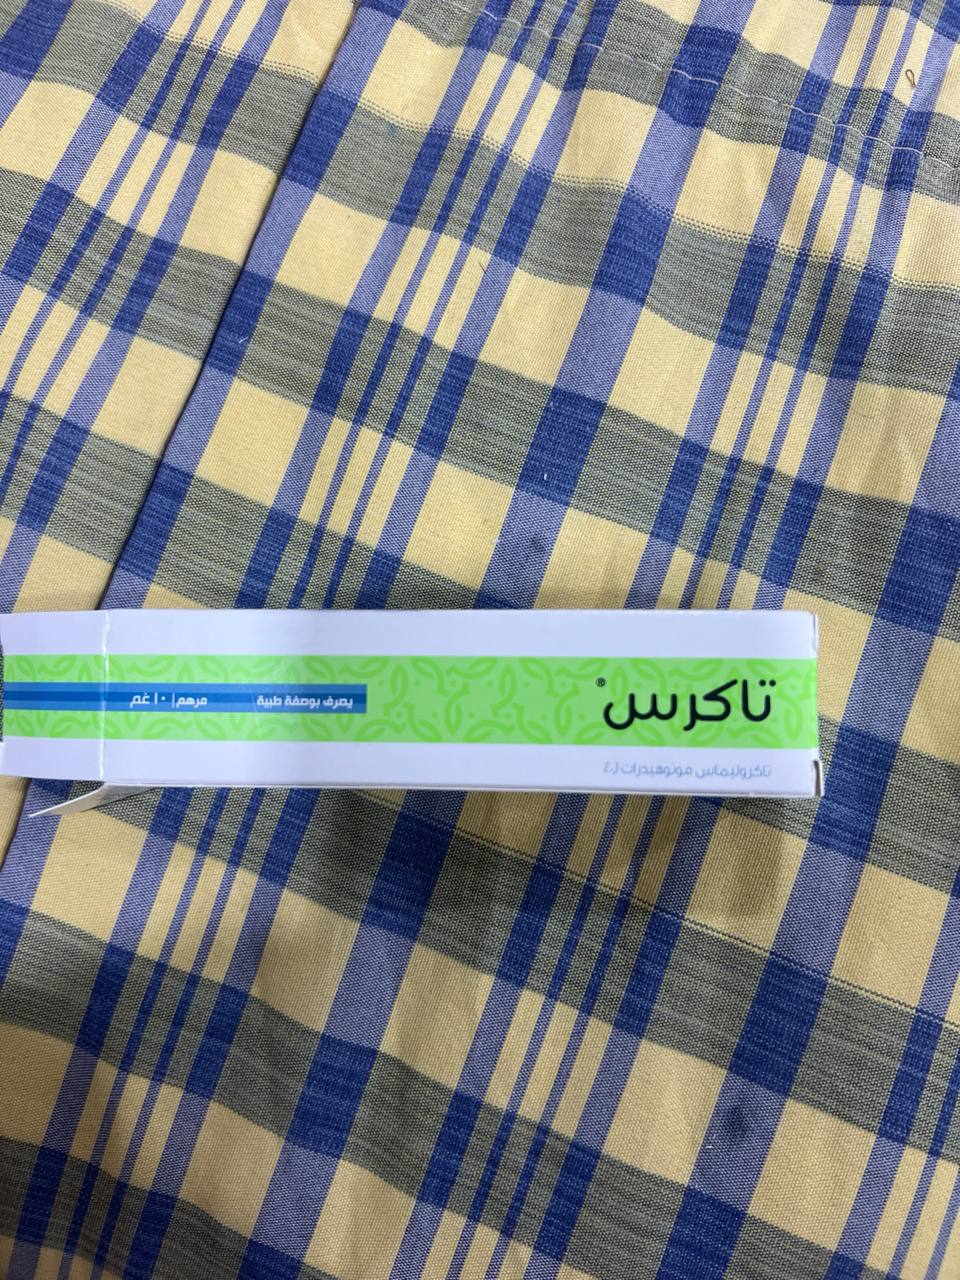 تاكرس®
يصرف بوصفة طبية مرهم | ١٠ غم
تاكروليماس مونوهيدرات ٠.١٪